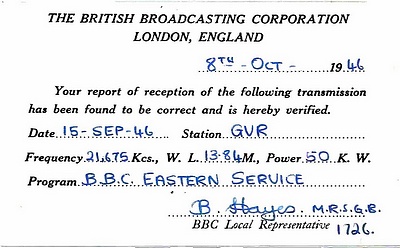 THE BRITISH BROADCASTING CORPORATION
LONDON, ENGLAND
8TH - OCT - 1946
Your report of reception of the following transmission
has been found to be correct and is hereby verified.
Date 15-SEP-46 Station GVR
Frequency 21,675 Kcs., W. L. 13.84 M., Power 50 K. W.
Program B.B.C. EASTERN SERVICE
B Hayes. M.R.S.G.B.
BBC Local Representative 1726.